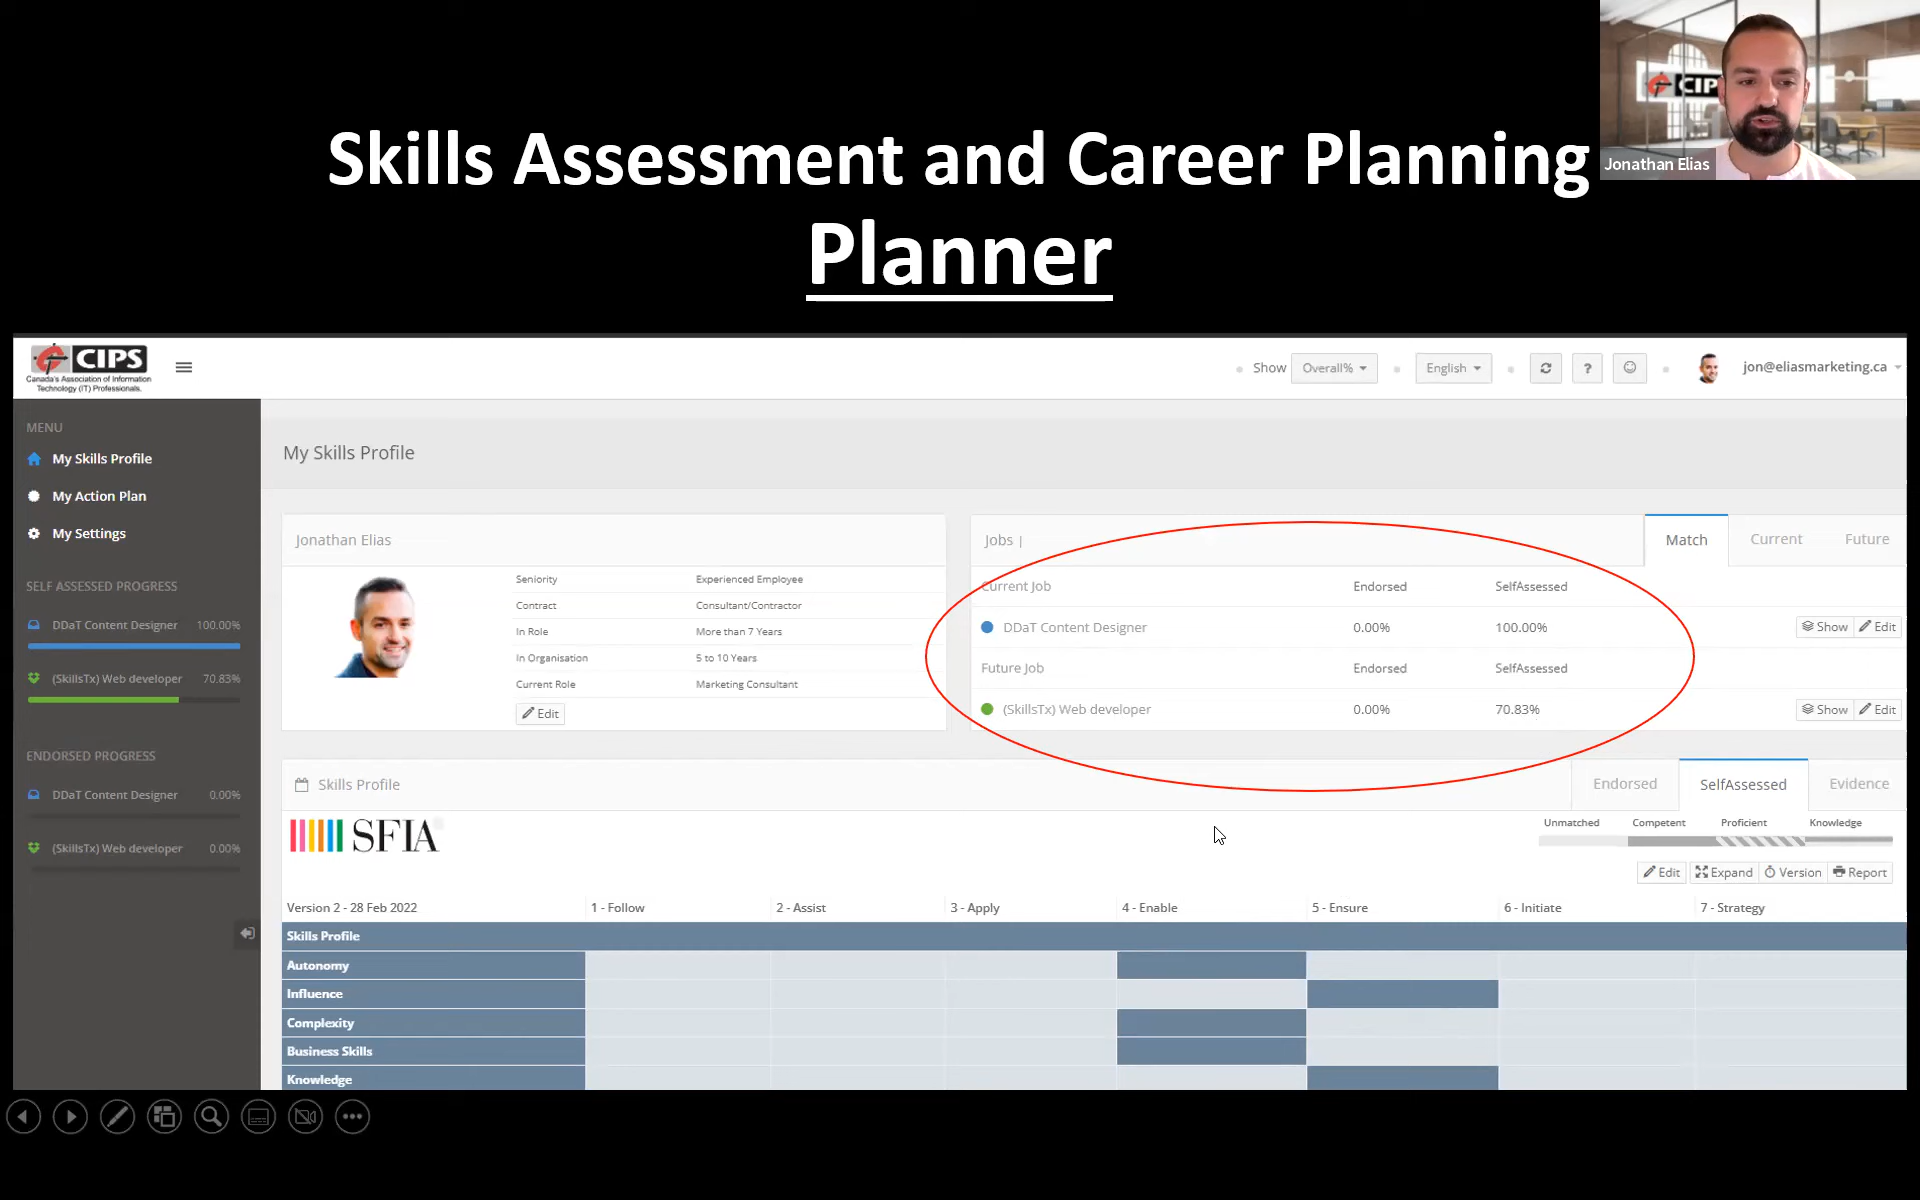 Skills Assessment and Career Planning
Planner
CIP
Jonathan Elias
CIPS
Canada's Association of Information
Technology (IT) Professionals.
Show Overall% English ? jon@eliasmarketing.ca
MENU
My Skills Profile
My Action Plan
My Settings
SELF ASSESSED PROGRESS
DDaT Content Designer 100.00%
(SkillsTx) Web developer 70.83%
ENDORSED PROGRESS
DDaT Content Designer 0.00%
(SkillsTx) Web developer 0.00%
My Skills Profile
Jonathan Elias
Seniority Experienced Employee
Contract Consultant/Contractor
In Role More than 7 Years
In Organisation 5 to 10 Years
Current Role Marketing Consultant
Edit
Jobs | Match Current Future
Current Job Endorsed SelfAssessed
DDaT Content Designer 0.00% 100.00% Show Edit
Future Job Endorsed SelfAssessed
(SkillsTx) Web developer 0.00% 70.83% Show Edit
Skills Profile Endorsed SelfAssessed Evidence
SFIA
Unmatched Competent Proficient Knowledge
Edit Expand Version Report
Version 2 - 28 Feb 2022 1 - Follow 2 - Assist 3 - Apply 4 - Enable 5 - Ensure 6 - Initiate 7 - Strategy
Skills Profile
Autonomy
Influence
Complexity
Business Skills
Knowledge